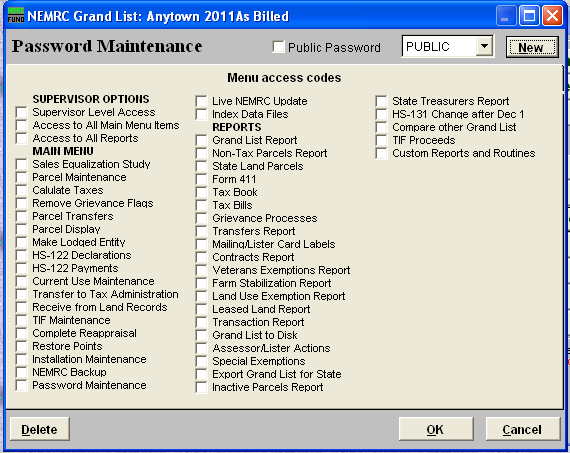 FUND
NEMRC Grand List: Anytown 2011As Billed
Password Maintenance
Public Password
PUBLIC
New
Menu access codes
SUPERVISOR OPTIONS
Supervisor Level Access
Access to All Main Menu Items
Access to All Reports
MAIN MENU
Sales Equalization Study
Parcel Maintenance
Calulate Taxes
Remove Grievance Flags
Parcel Transfers
Parcel Display
Make Lodged Entity
HS-122 Declarations
HS-122 Payments
Current Use Maintenance
Transfer to Tax Administration
Receive from Land Records
TIF Maintenance
Complete Reappraisal
Restore Points
Installation Maintenance
NEMRC Backup
Password Maintenance
Live NEMRC Update
Index Data Files
REPORTS
Grand List Report
Non-Tax Parcels Report
State Land Parcels
Form 411
Tax Book
Tax Bills
Grievance Processes
Transfers Report
Mailing/Lister Card Labels
Contracts Report
Veterans Exemptions Report
Farm Stabilization Report
Land Use Exemption Report
Leased Land Report
Transaction Report
Grand List to Disk
Assessor/Lister Actions
Special Exemptions
Export Grand List for State
Inactive Parcels Report
State Treasurers Report
HS-131 Change after Dec 1
Compare other Grand List
TIF Proceeds
Custom Reports and Routines
Delete
OK
Cancel